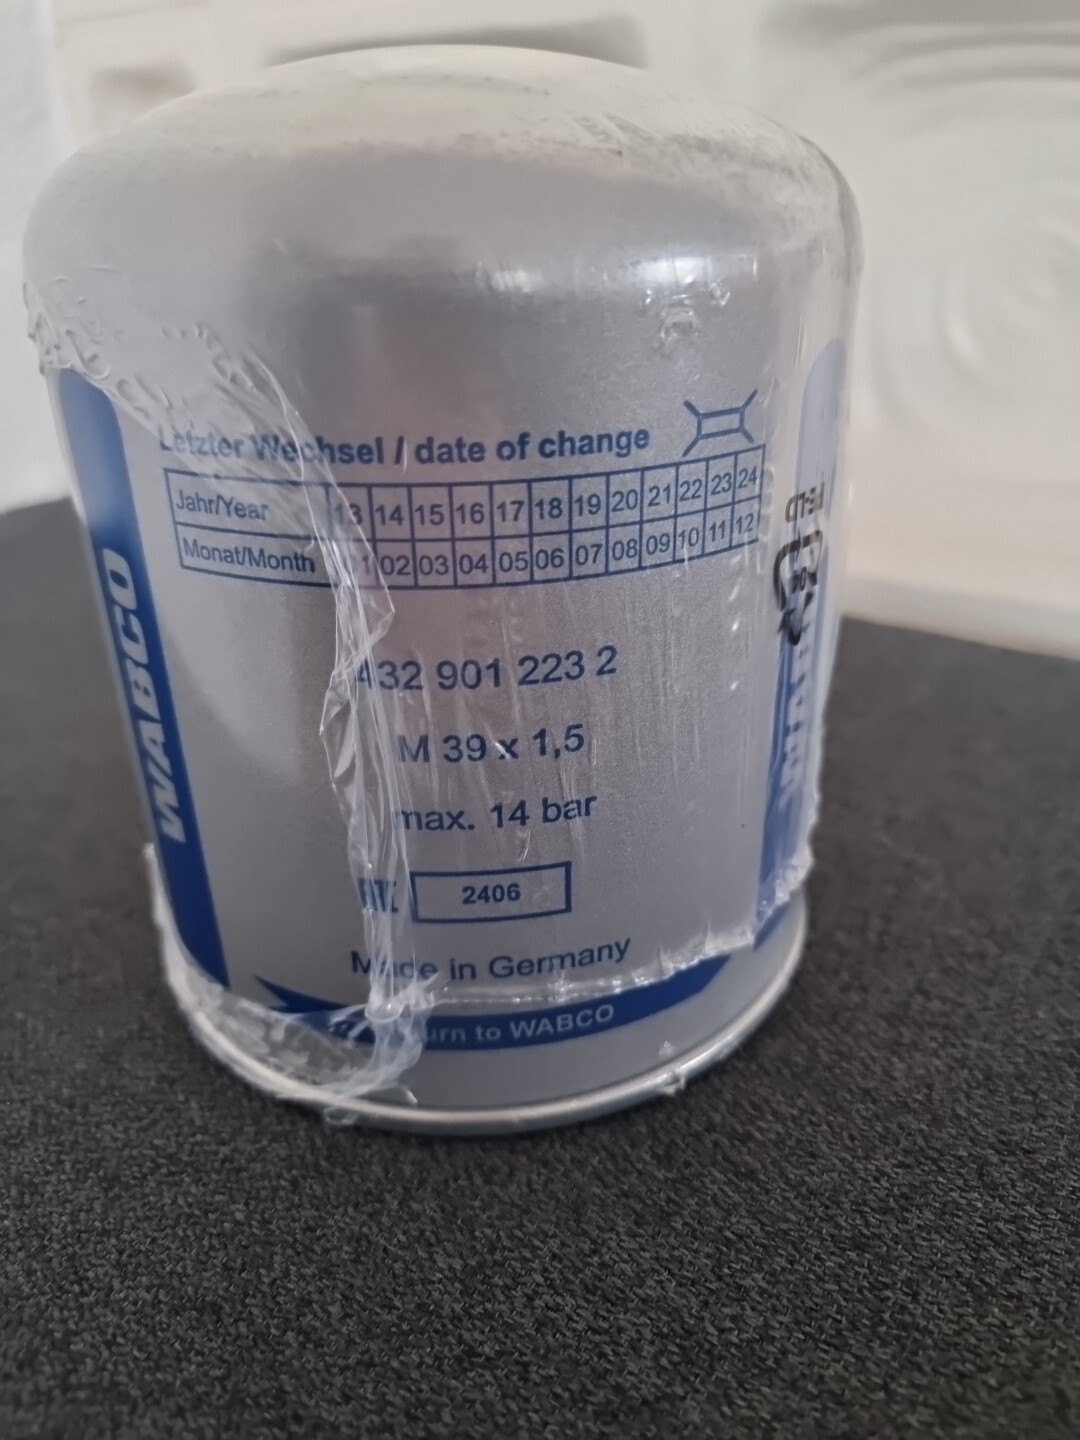 Letzter Wechsel / date of change
Jahr/Year 13 14 15 16 17 18 19 20 21 22 23 24
Monat/Month 01 02 03 04 05 06 07 08 09 10 11 12
432 901 223 2
M 39 x 1,5
max. 14 bar
2406
Made in Germany
to WABCO
WABCO